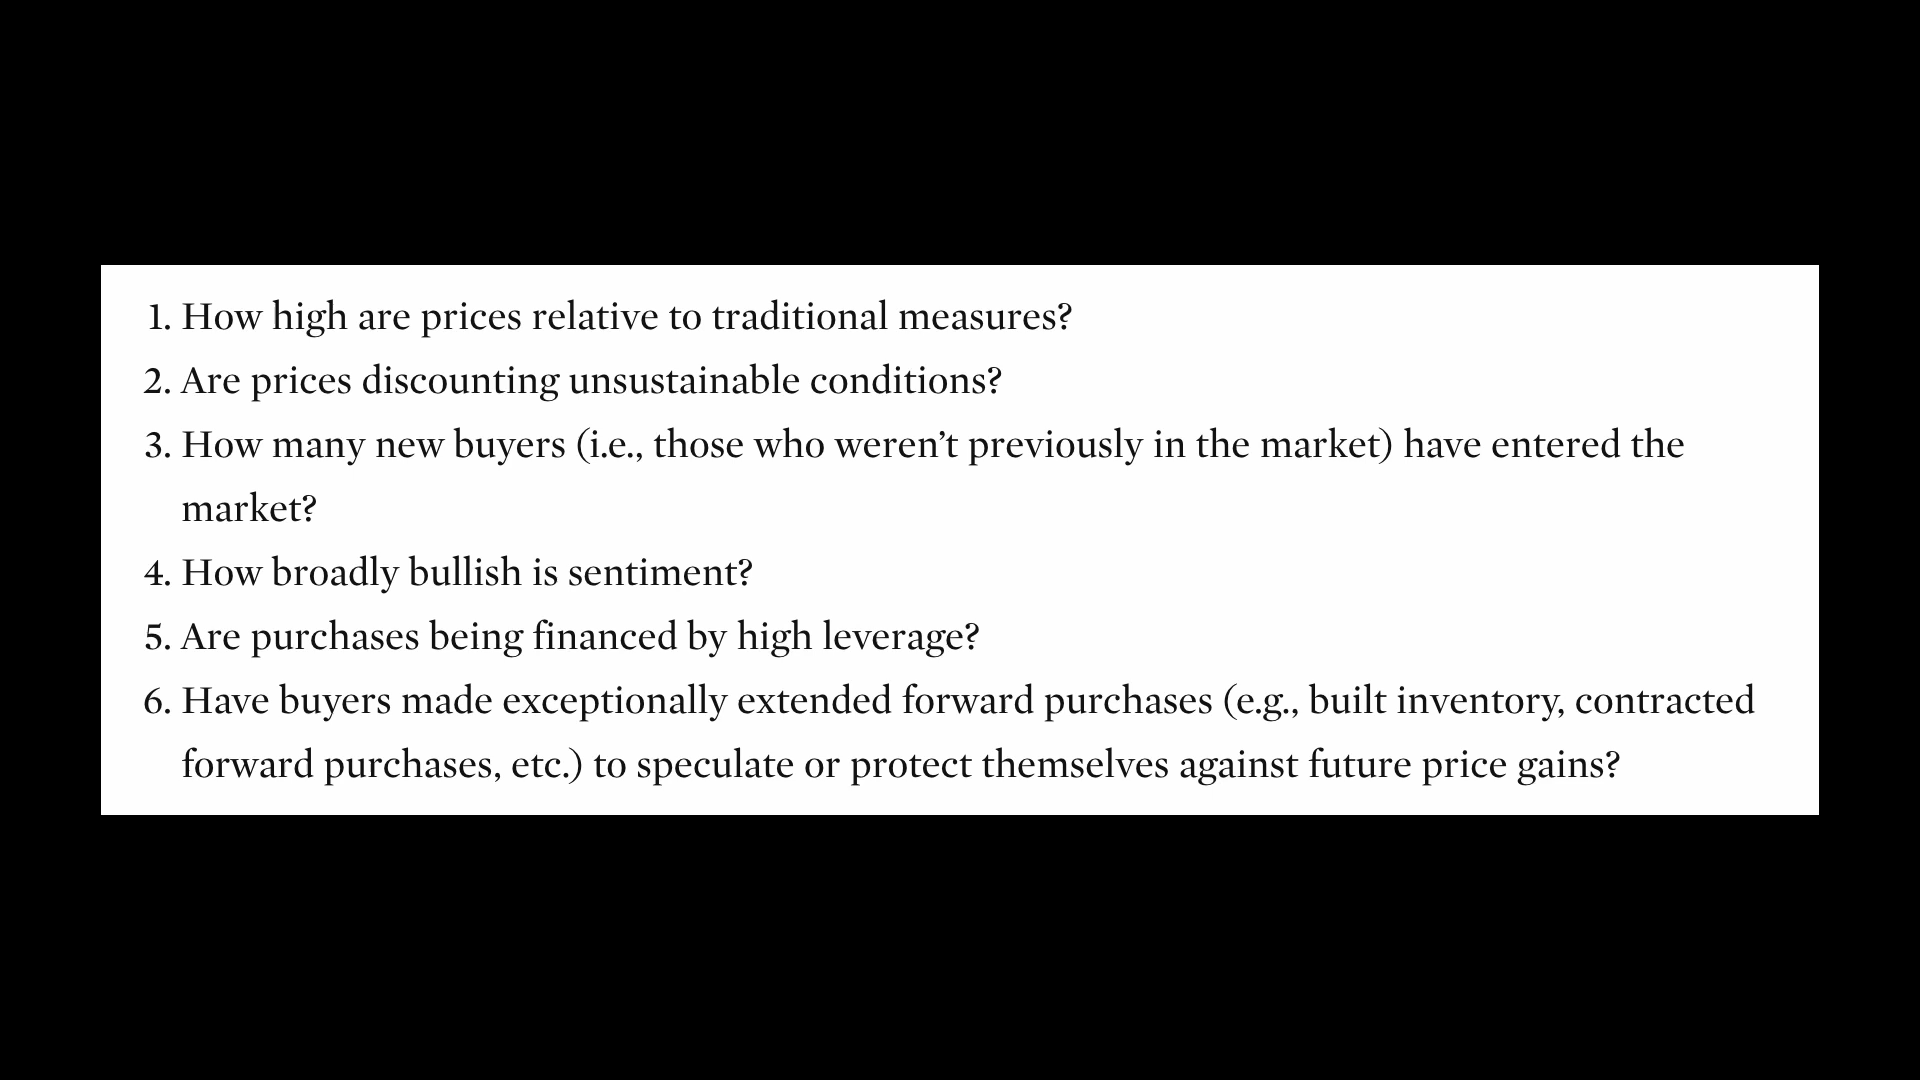 1. How high are prices relative to traditional measures?
2. Are prices discounting unsustainable conditions?
3. How many new buyers (i.e., those who weren’t previously in the market) have entered the
market?
4. How broadly bullish is sentiment?
5. Are purchases being financed by high leverage?
6. Have buyers made exceptionally extended forward purchases (e.g., built inventory, contracted
forward purchases, etc.) to speculate or protect themselves against future price gains?